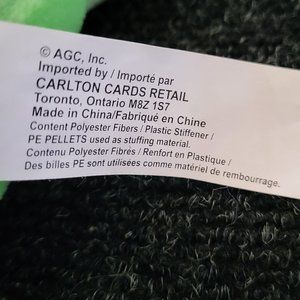 © AGC, Inc.
Imported by / Importé par
CARLTON CARDS RETAIL
Toronto, Ontario M8Z 1S7
Made in China/Fabriqué en Chine
Content Polyester Fibers / Plastic Stiffener /
PE PELLETS used as stuffing material.
Contenu Polyester Fibrés / Renfort en Plastique /
Des billes PE sont utilisées comme matériel de rembourrage.